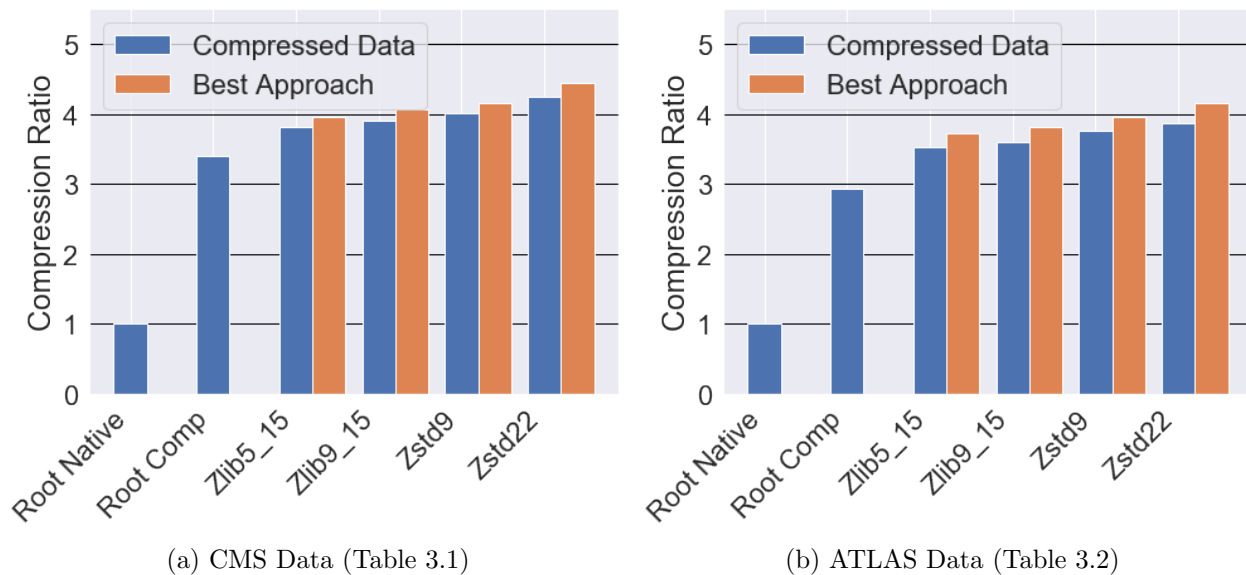 Compressed Data
Best Approach
Compression Ratio
5
4
3
2
1
0
Root Native
Root Comp
Zlib5_15
Zlib9_15
Zstd9
Zstd22
(a) CMS Data (Table 3.1)
Compressed Data
Best Approach
Compression Ratio
5
4
3
2
1
0
Root Native
Root Comp
Zlib5_15
Zlib9_15
Zstd9
Zstd22
(b) ATLAS Data (Table 3.2)